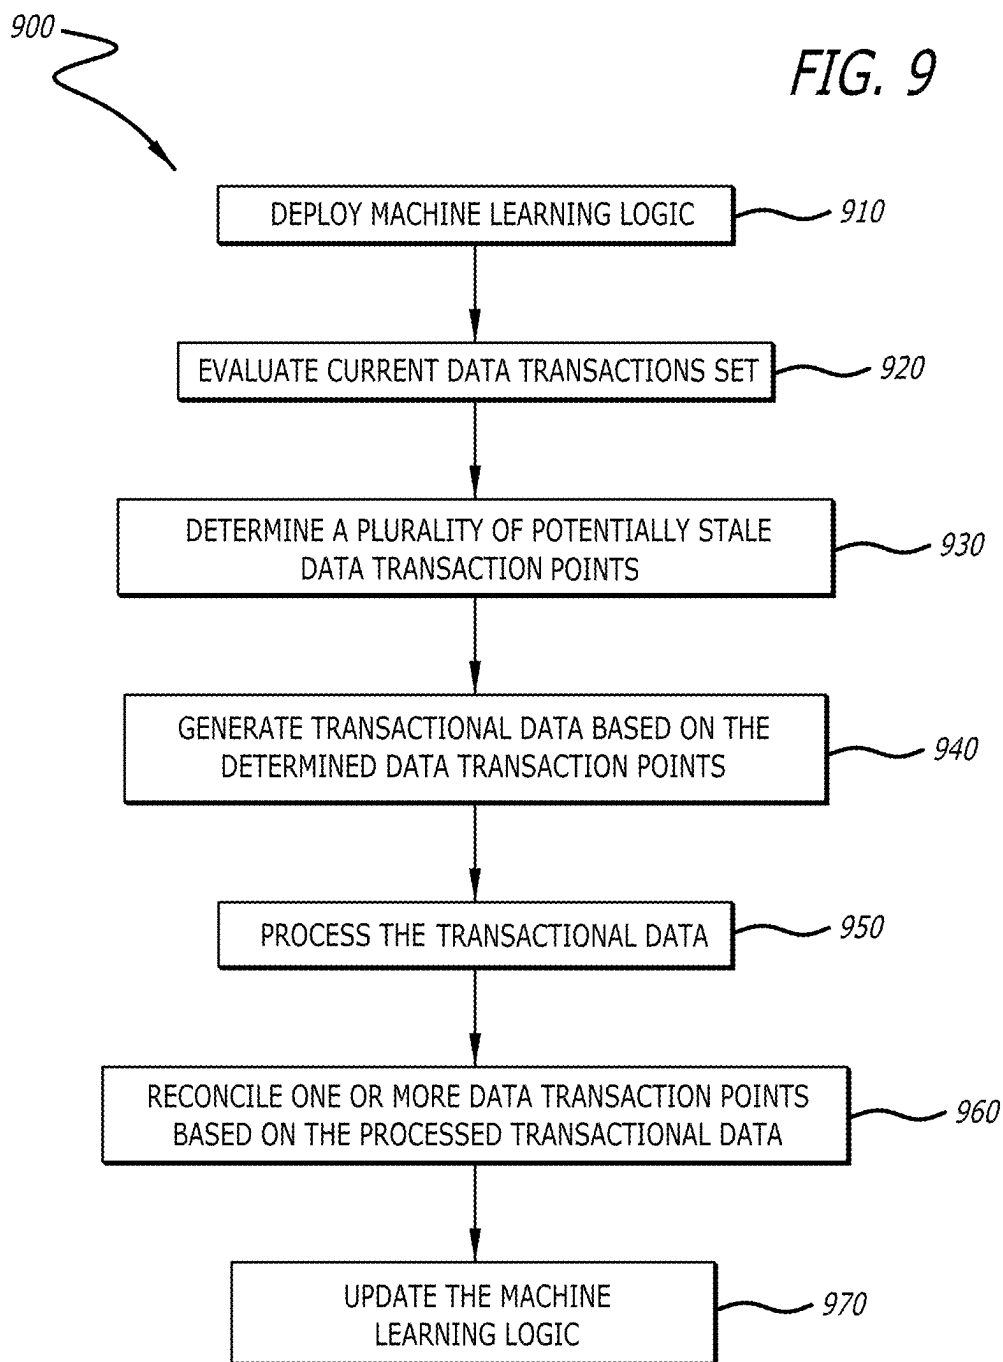 900
FIG. 9
DEPLOY MACHINE LEARNING LOGIC
910
EVALUATE CURRENT DATA TRANSACTIONS SET
920
DETERMINE A PLURALITY OF POTENTIALLY STALE
DATA TRANSACTION POINTS
930
GENERATE TRANSACTIONAL DATA BASED ON THE
DETERMINED DATA TRANSACTION POINTS
940
PROCESS THE TRANSACTIONAL DATA
950
RECONCILE ONE OR MORE DATA TRANSACTION POINTS
BASED ON THE PROCESSED TRANSACTIONAL DATA
960
UPDATE THE MACHINE
LEARNING LOGIC
970